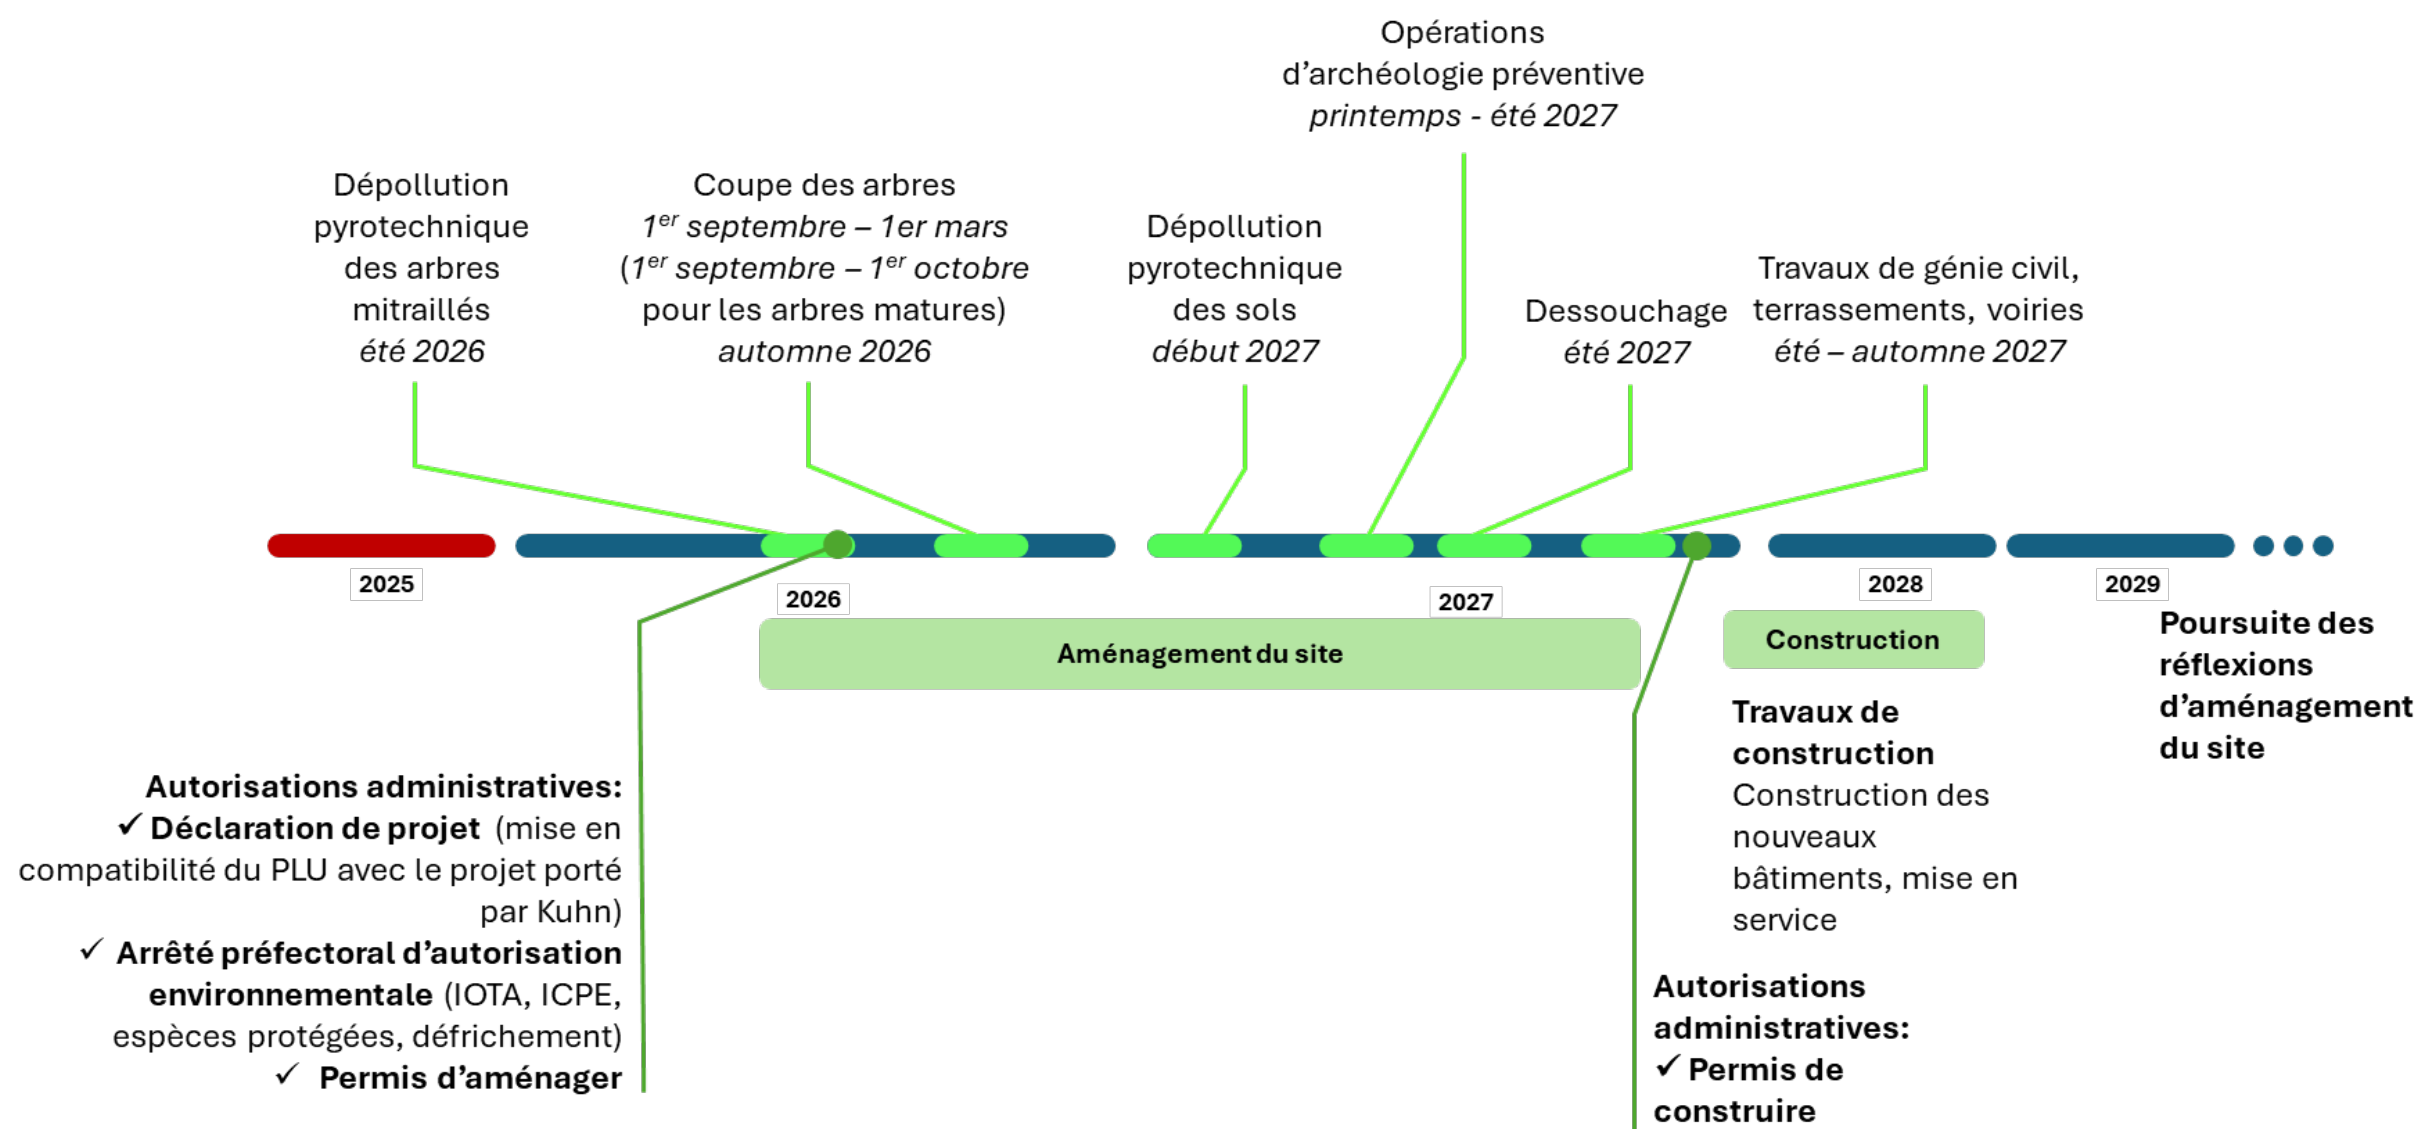 Opérations
d’archéologie préventive
printemps - été 2027
Dépollution
pyrotechnique
des arbres
mitraillés
été 2026
Coupe des arbres
1er septembre – 1er mars
(1er septembre – 1er octobre
pour les arbres matures)
automne 2026
Dépollution
pyrotechnique
des sols
début 2027
Dessouchage
été 2027
Travaux de génie civil,
terrassements, voiries
été – automne 2027
2025
2026
2027
2028
2029
Aménagement du site
Construction
Poursuite des
réflexions
d’aménagement
du site
Autorisations administratives:
✓ Déclaration de projet (mise en
compatibilité du PLU avec le projet porté
par Kuhn)
✓ Arrêté préfectoral d’autorisation
environnementale (IOTA, ICPE,
espèces protégées, défrichement)
✓ Permis d’aménager
Travaux de
construction
Construction des
nouveaux
bâtiments, mise en
service
Autorisations
administratives:
✓ Permis de
construire